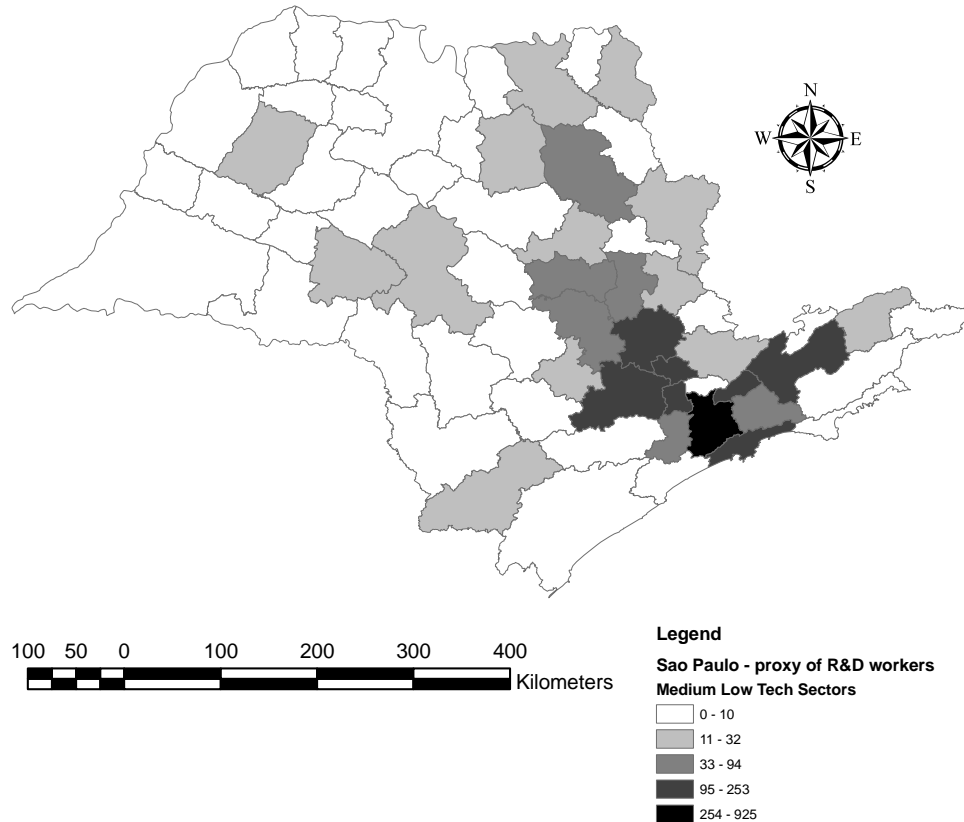 N
W E
S
100 50 0 100 200 300 400
Kilometers
Legend
Sao Paulo - proxy of R&D workers
Medium Low Tech Sectors
0 - 10
11 - 32
33 - 94
95 - 253
254 - 925